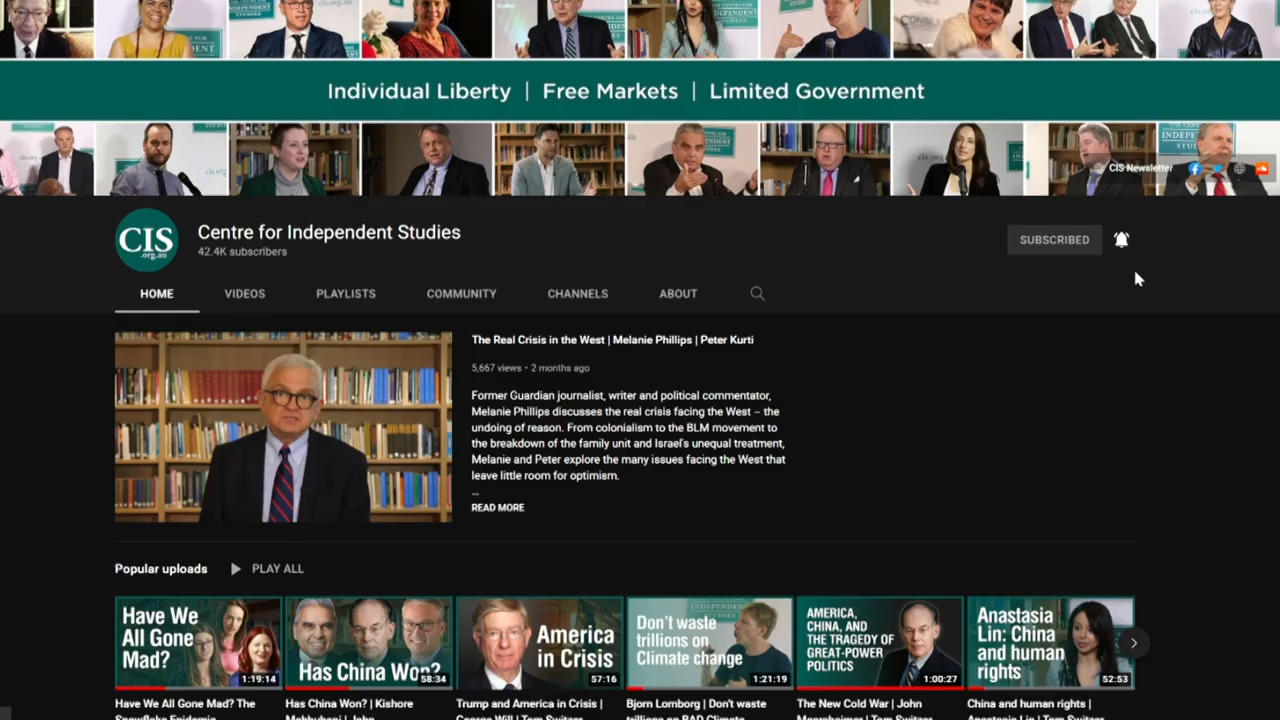 Individual Liberty | Free Markets | Limited Government
CIS Newsletter
CIS
.org.au
Centre for Independent Studies
42.4K subscribers
SUBSCRIBED
HOME
VIDEOS
PLAYLISTS
COMMUNITY
CHANNELS
ABOUT
The Real Crisis in the West | Melanie Phillips | Peter Kurti
5,667 views • 2 months ago
Former Guardian journalist, writer and political commentator,
Melanie Phillips discusses the real crisis facing the West – the
undoing of reason. From colonialism to the BLM movement to
the breakdown of the family unit and Israel's unequal treatment,
Melanie and Peter explore the many issues facing the West that
leave little room for optimism.
...
READ MORE
Popular uploads
PLAY ALL
Have We
All Gone
Mad?
1:19:14
Has China Won?
58:34
America
in Crisis
57:16
Don't waste
trillions on
Climate change
1:21:19
AMERICA,
CHINA, AND
THE TRAGEDY OF
GREAT-POWER
POLITICS
1:00:27
Anastasia
Lin: China
and human
rights
52:53
Have We All Gone Mad? The
Has China Won? | Kishore
Trump and America in Crisis |
Bjorn Lomborg | Don't waste
The New Cold War | John
China and human rights |